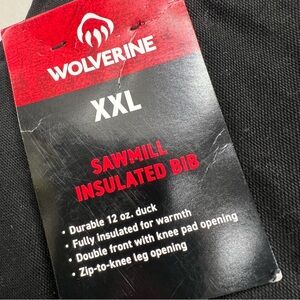 WOLVERINE
XXL
SAWMILL
INSULATED BIB
• Durable 12 oz. duck
• Fully insulated for warmth
• Double front with knee pad opening
• Zip-to-knee leg opening